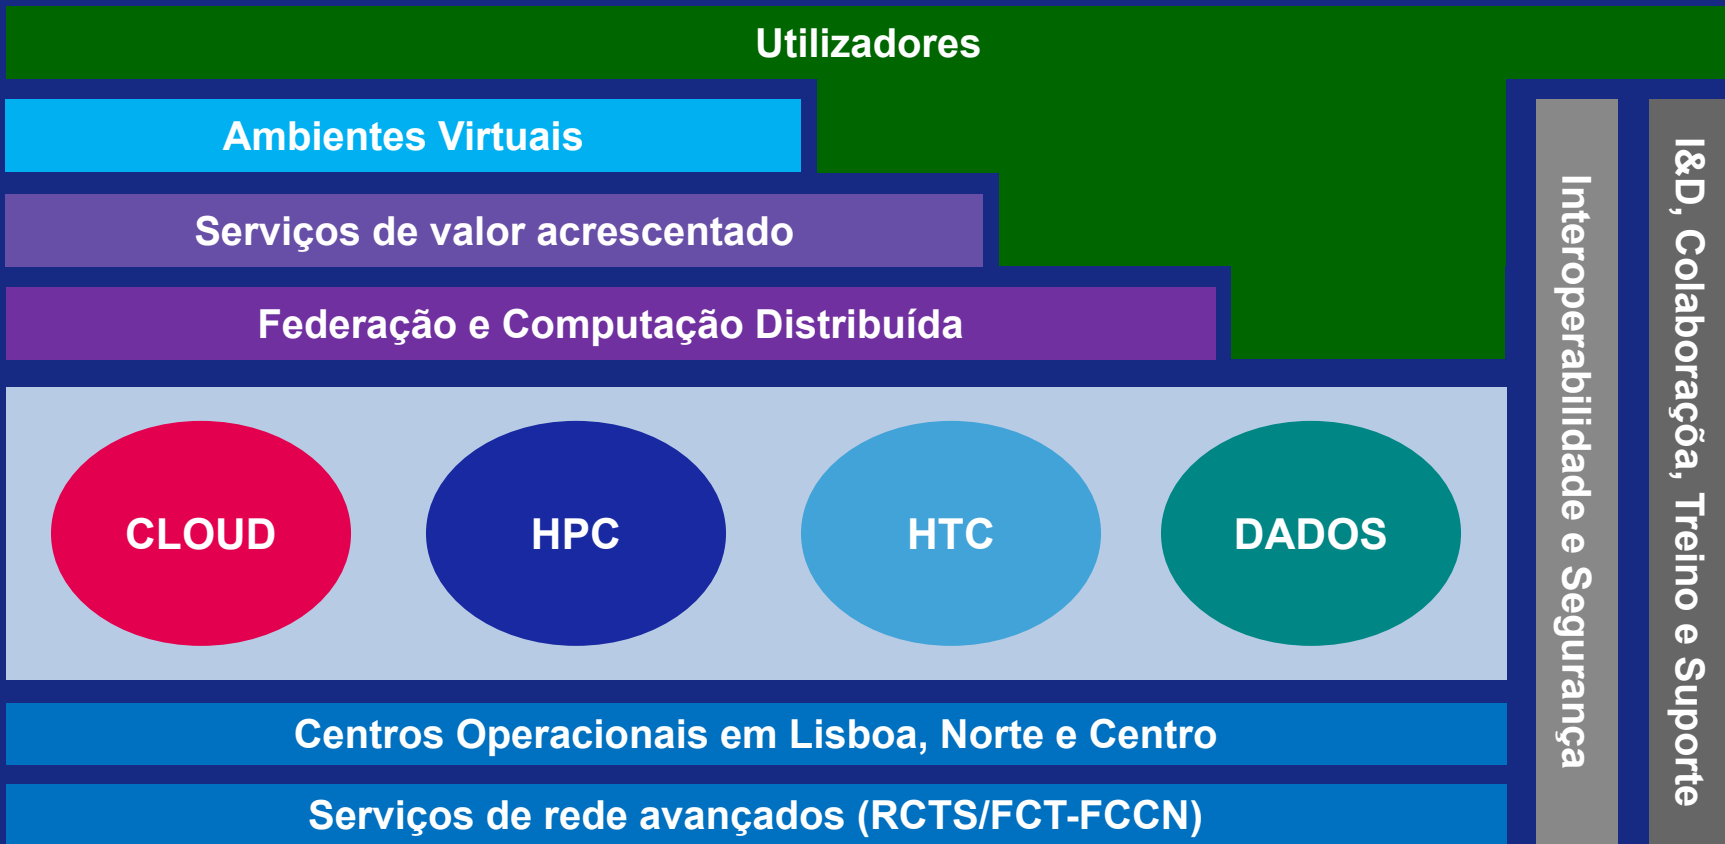 Utilizadores
Ambientes Virtuais
Serviços de valor acrescentado
Federação e Computação Distribuída
CLOUD
HPC
HTC
DADOS
Centros Operacionais em Lisboa, Norte e Centro
Serviços de rede avançados (RCTS/FCT-FCCN)
Interoperabilidade e Segurança
I&D, Colaboraçõa, Treino e Suporte